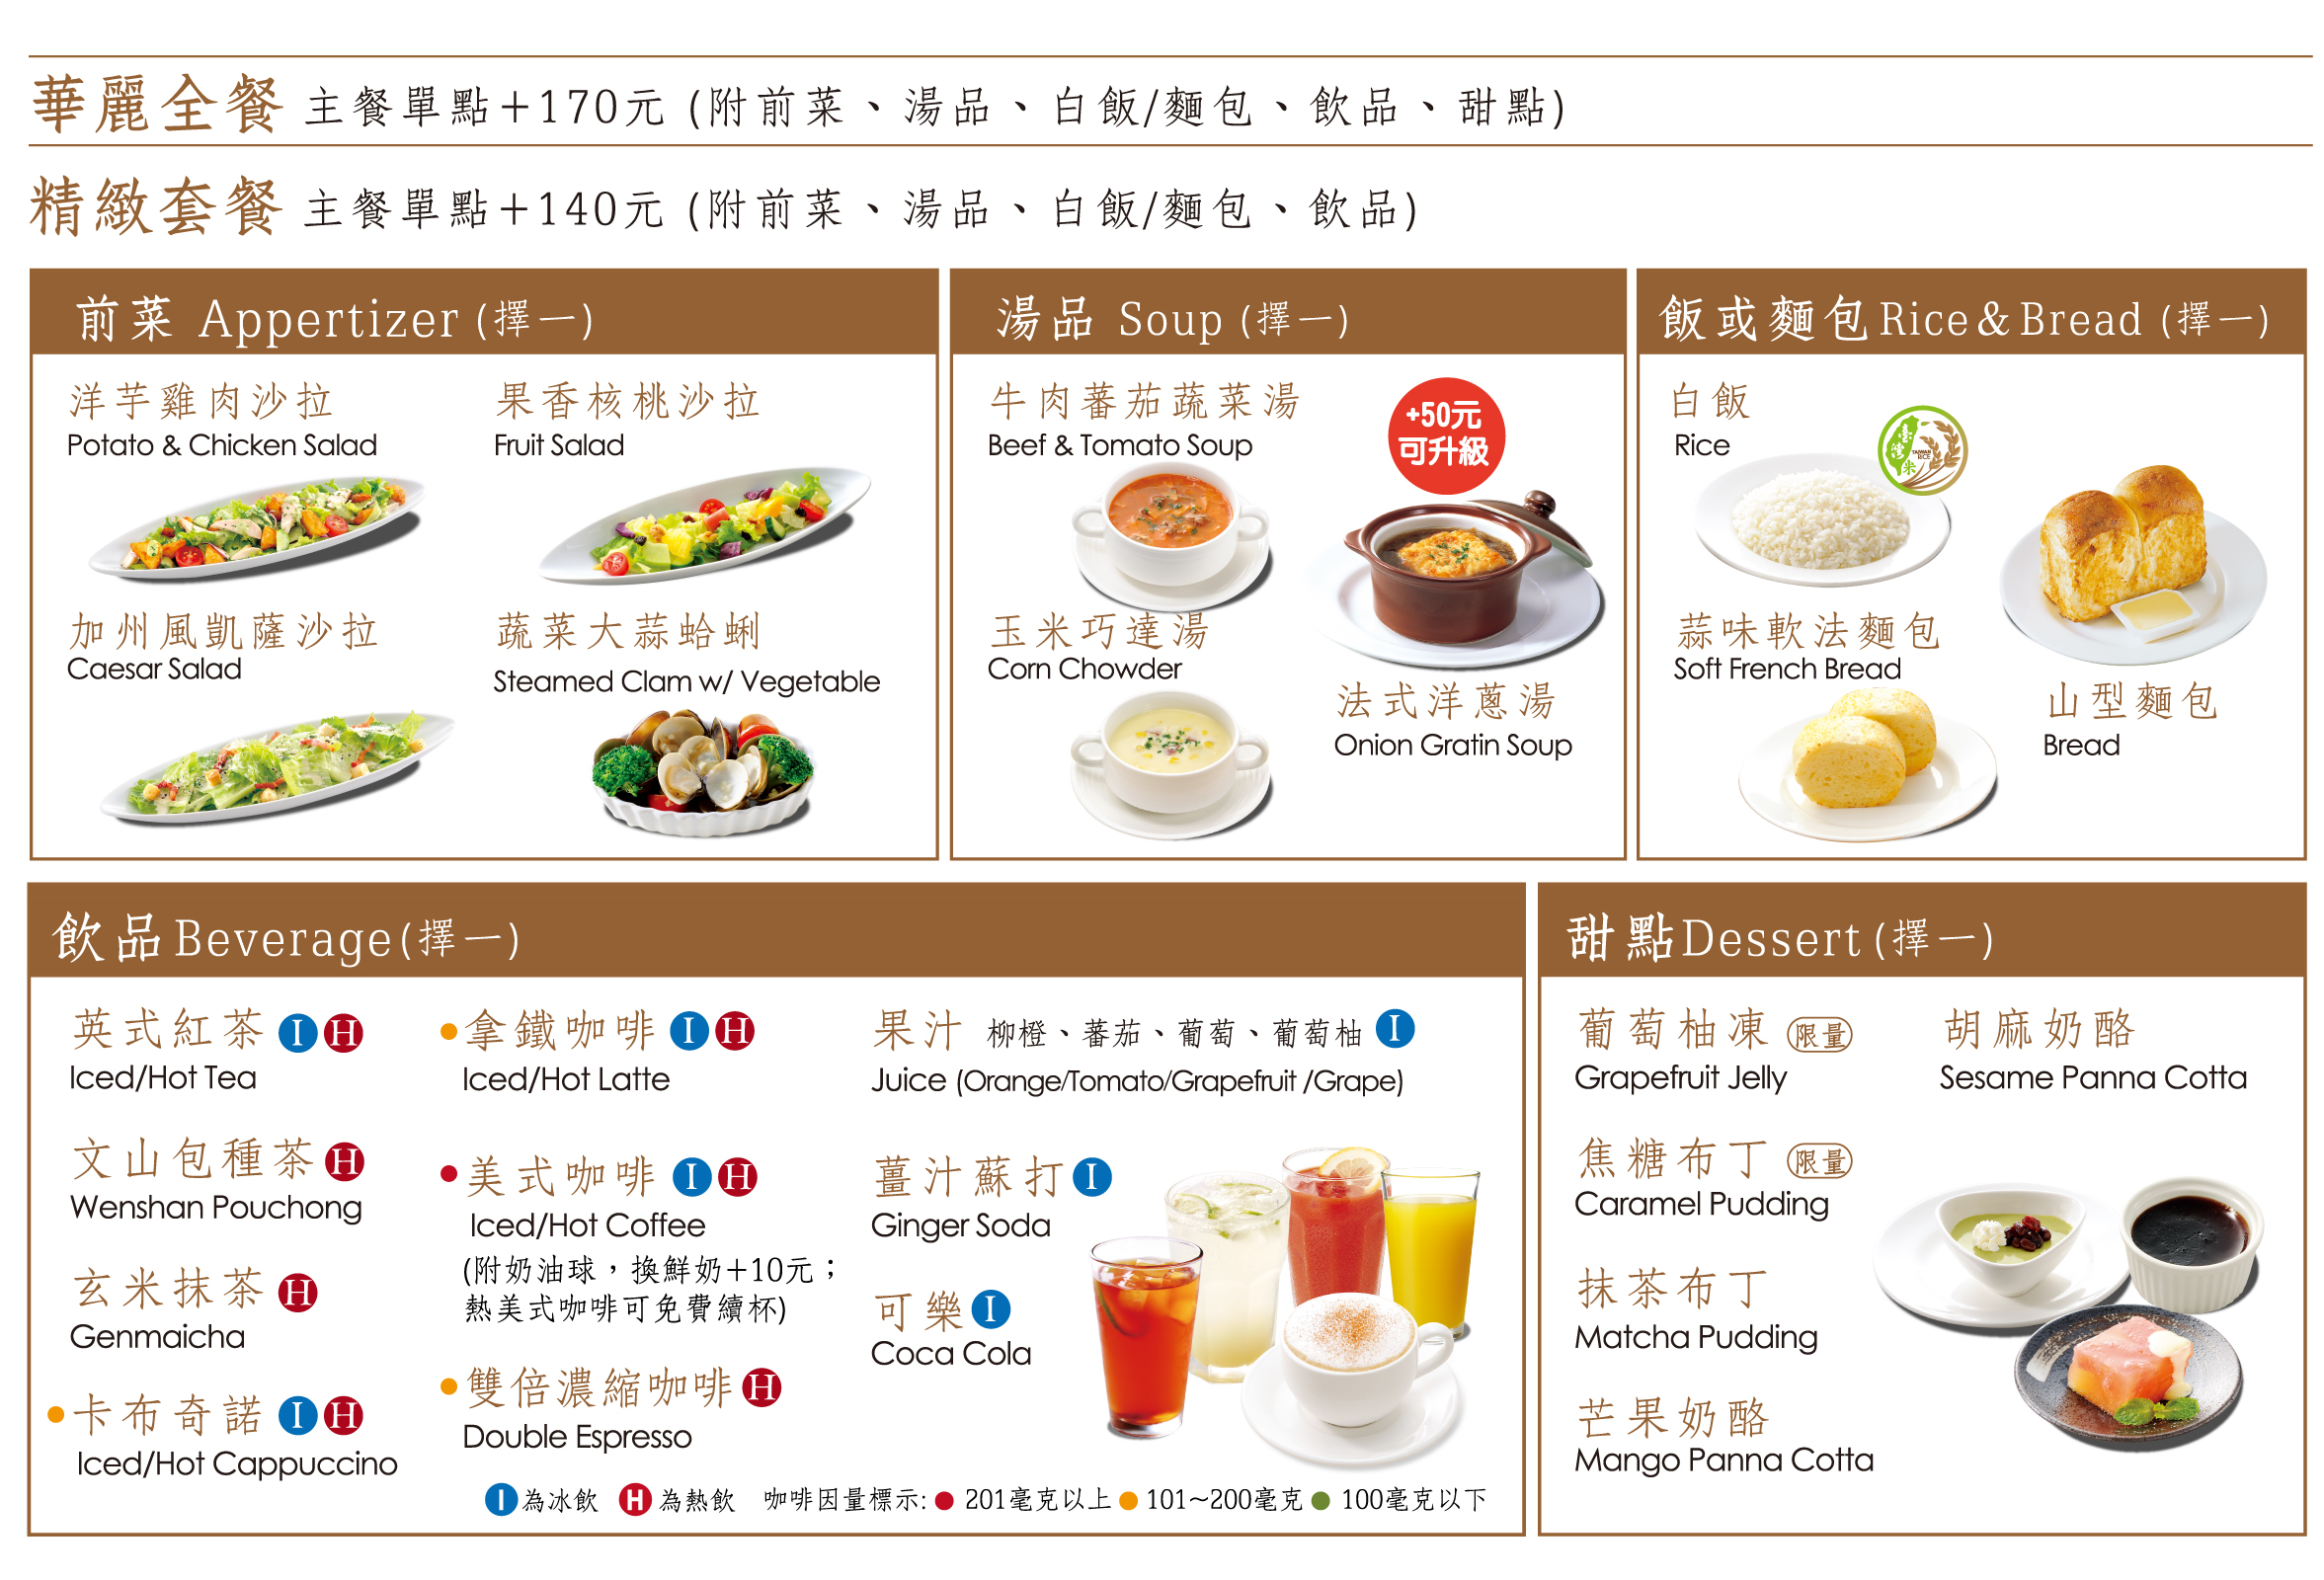 華麗全餐 主餐單點+170元 (附前菜、湯品、白飯/麵包、飲品、甜點)
精緻套餐 主餐單點+140元 (附前菜、湯品、白飯/麵包、飲品)
前菜 Appertizer (擇一)
洋芋雞肉沙拉
Potato & Chicken Salad
果香核桃沙拉
Fruit Salad
加州風凱薩沙拉
Caesar Salad
蔬菜大蒜蛤蜊
Steamed Clam w/ Vegetable
湯品 Soup (擇一)
牛肉蕃茄蔬菜湯
Beef & Tomato Soup
+50元
可升級
玉米巧達湯
Corn Chowder
法式洋蔥湯
Onion Gratin Soup
飯或麵包 Rice & Bread (擇一)
白飯
Rice
臺灣米
TAIWAN
RICE
蒜味軟法麵包
Soft French Bread
山型麵包
Bread
飲品 Beverage (擇一)
英式紅茶 I H
Iced/Hot Tea
文山包種茶 H
Wenshan Pouchong
玄米抹茶 H
Genmaicha
卡布奇諾 I H
Iced/Hot Cappuccino
拿鐵咖啡 I H
Iced/Hot Latte
美式咖啡 I H
Iced/Hot Coffee
(附奶油球，換鮮奶+10元；
熱美式咖啡可免費續杯)
雙倍濃縮咖啡 H
Double Espresso
果汁 柳橙、蕃茄、葡萄、葡萄柚 I
Juice (Orange/Tomato/Grapefruit /Grape)
薑汁蘇打 I
Ginger Soda
可樂 I
Coca Cola
I 為冰飲 H 為熱飲 咖啡因量標示: ● 201毫克以上 ● 101~200毫克 ● 100毫克以下
甜點 Dessert (擇一)
葡萄柚凍 限量
Grapefruit Jelly
焦糖布丁 限量
Caramel Pudding
抹茶布丁
Matcha Pudding
芒果奶酪
Mango Panna Cotta
胡麻奶酪
Sesame Panna Cotta